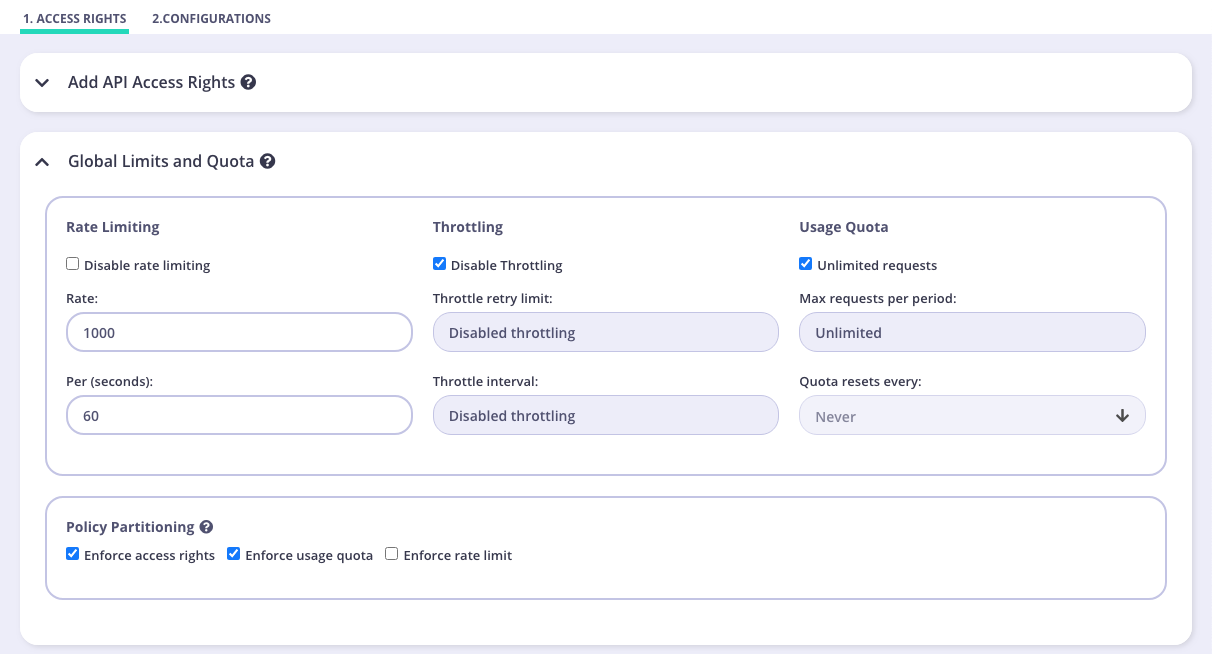 1. ACCESS RIGHTS 2.CONFIGURATIONS
Add API Access Rights ?
Global Limits and Quota ?
Rate Limiting Throttling Usage Quota
Disable rate limiting Disable Throttling Unlimited requests
Rate: Throttle retry limit: Max requests per period:
1000 Disabled throttling Unlimited
Per (seconds): Throttle interval: Quota resets every:
60 Disabled throttling Never
Policy Partitioning ?
Enforce access rights Enforce usage quota Enforce rate limit